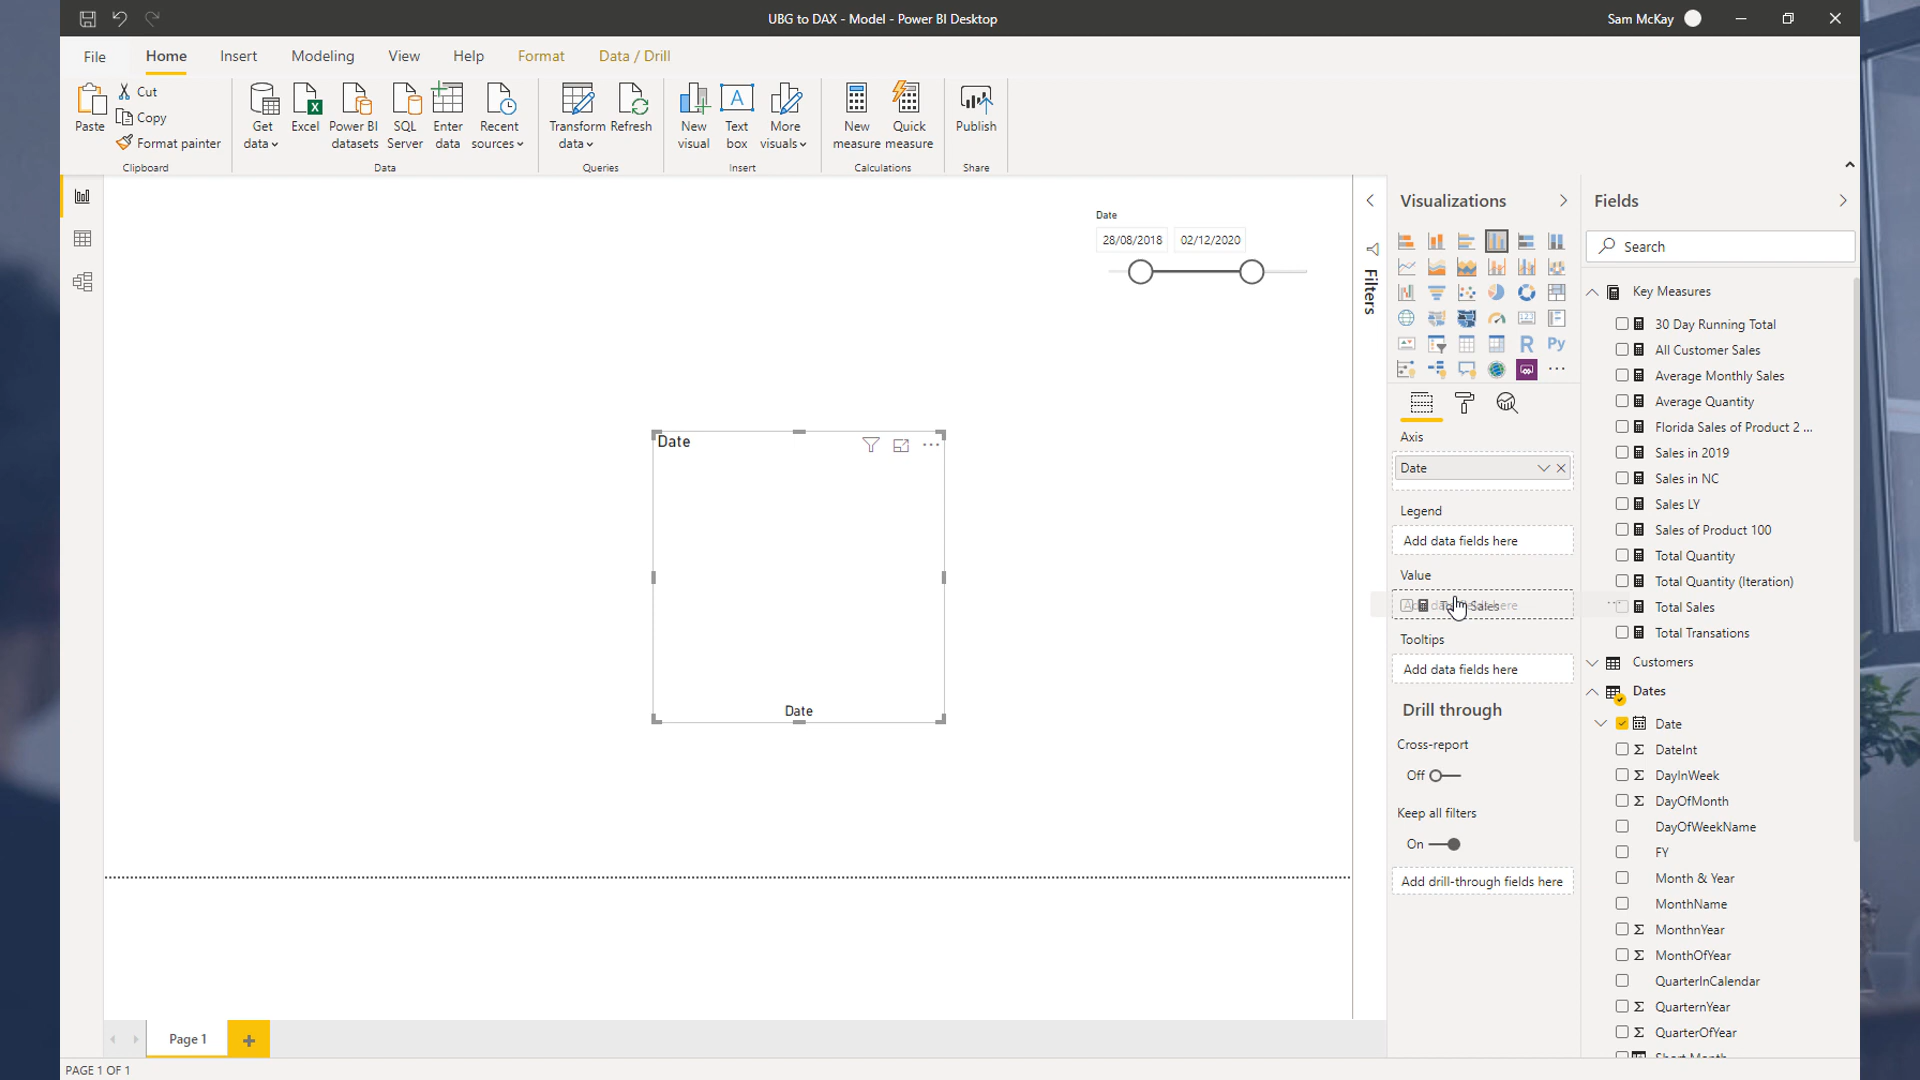 UBG to DAX - Model - Power BI Desktop
Sam McKay
File
Home
Insert
Modeling
View
Help
Format
Data / Drill
Paste
Cut
Copy
Format painter
Clipboard
Get data
Excel
Power BI datasets
SQL Server
Enter data
Recent sources
Data
Transform data
Refresh
Queries
New visual
Text box
More visuals
Insert
New measure
Quick measure
Calculations
Publish
Share
Date
28/08/2018
02/12/2020
Date
Date
Filters
Visualizations
R
Py
123
Axis
Date
Legend
Add data fields here
Value
Add data fields here
Tooltips
Add data fields here
Drill through
Cross-report
Off
Keep all filters
On
Add drill-through fields here
Fields
Search
Key Measures
30 Day Running Total
All Customer Sales
Average Monthly Sales
Average Quantity
Florida Sales of Product 2 ...
Sales in 2019
Sales in NC
Sales LY
Sales of Product 100
Total Quantity
Total Quantity (Iteration)
Total Sales
Total Transations
Customers
Dates
Date
DateInt
DayInWeek
DayOfMonth
DayOfWeekName
FY
Month & Year
MonthName
MonthnYear
MonthOfYear
QuarterInCalendar
QuarternYear
QuarterOfYear
Page 1
PAGE 1 OF 1